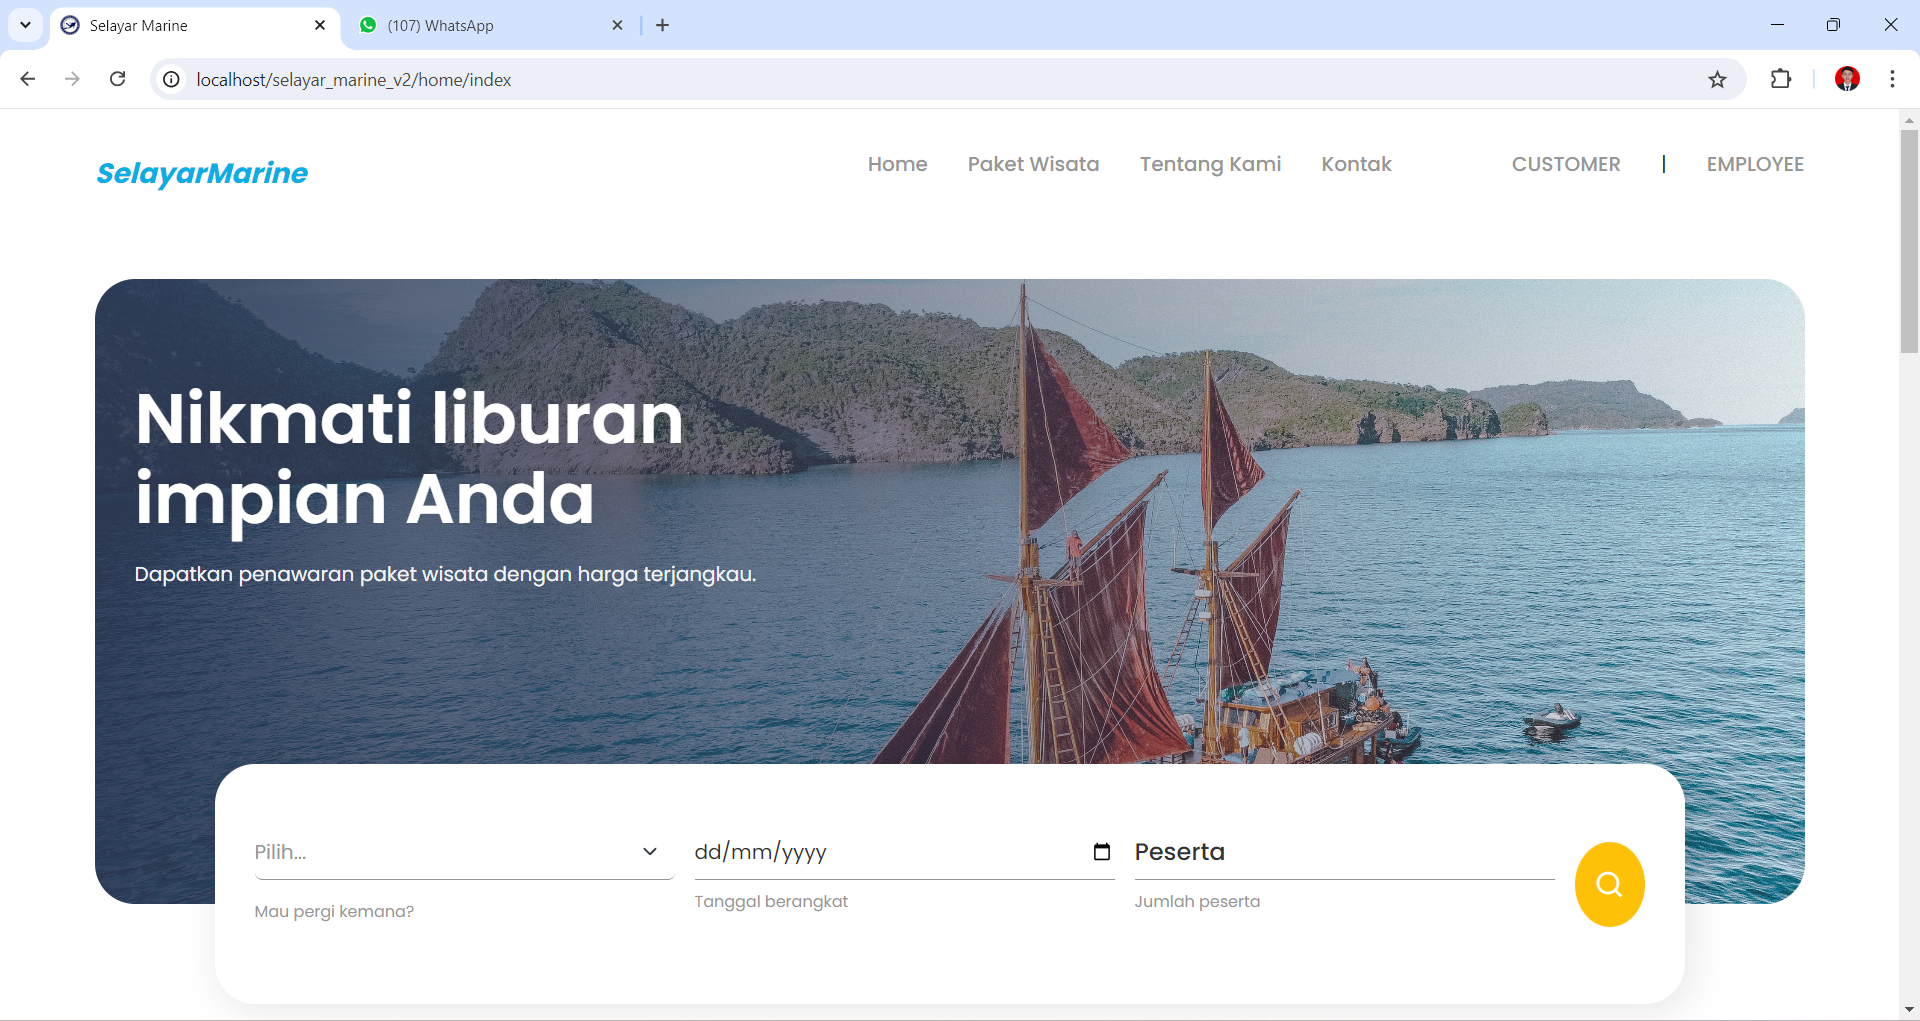 Selayar Marine
(107) WhatsApp
localhost/selayar_marine_v2/home/index
SelayarMarine
Home
Paket Wisata
Tentang Kami
Kontak
CUSTOMER
|
EMPLOYEE
Nikmati liburan
impian Anda
Dapatkan penawaran paket wisata dengan harga terjangkau.
Pilih...
dd/mm/yyyy
Peserta
Mau pergi kemana?
Tanggal berangkat
Jumlah peserta